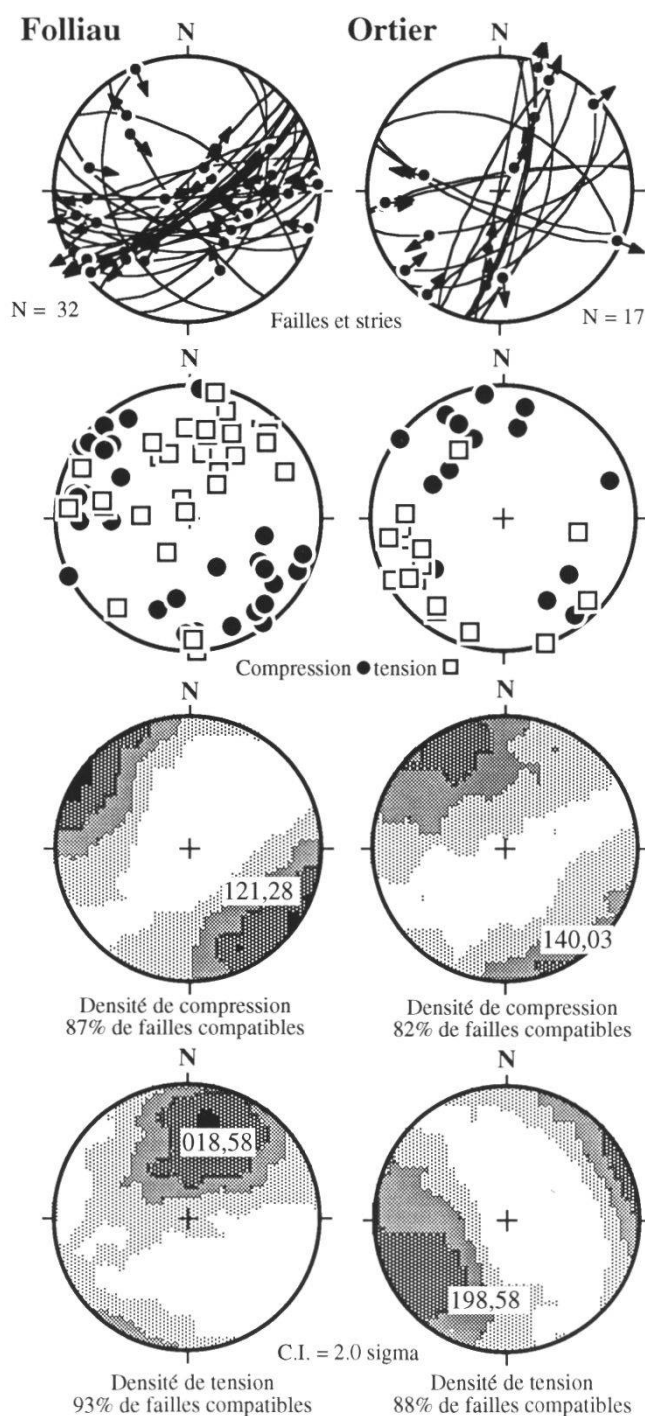 Folliau Ortier
N N
N = 32 Failles et stries N = 17
N N
Compression ● tension □
N N
121,28 140,03
Densité de compression Densité de compression
87% de failles compatibles 82% de failles compatibles
N N
018,58 198,58
C.I. = 2.0 sigma
Densité de tension Densité de tension
93% de failles compatibles 88% de failles compatibles